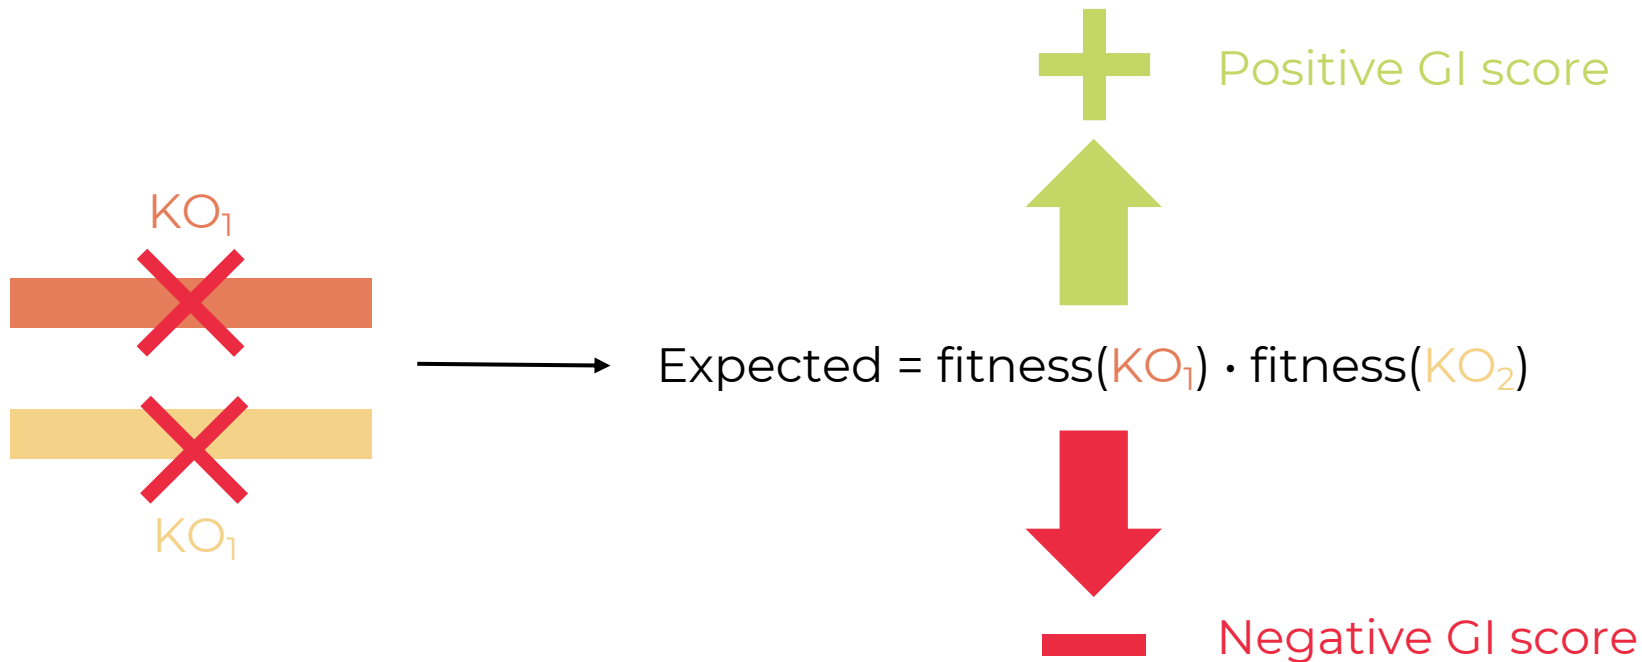 Positive GI score
KO₁
Expected = fitness(KO₁) · fitness(KO₂)
KO₁
Negative GI score